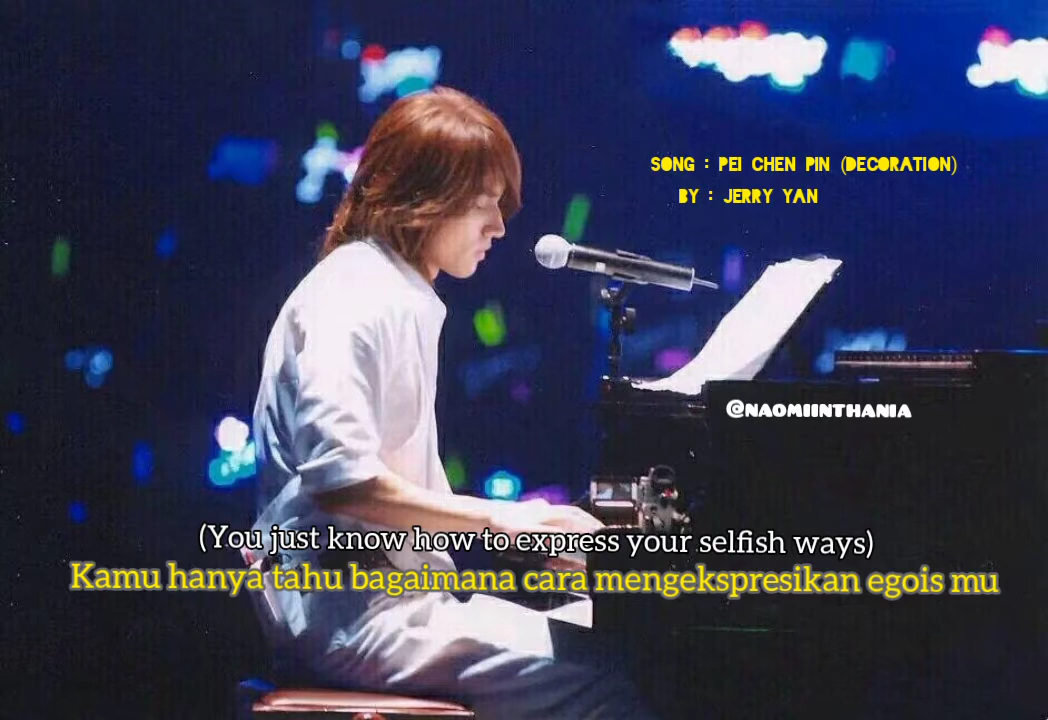 SONG : PEI CHEN PIN (DECORATION)
BY : JERRY YAN
@NAOMIINTHANIA
(You just know how to express your selfish ways)
Kamu hanya tahu bagaimana cara mengekspresikan egois mu